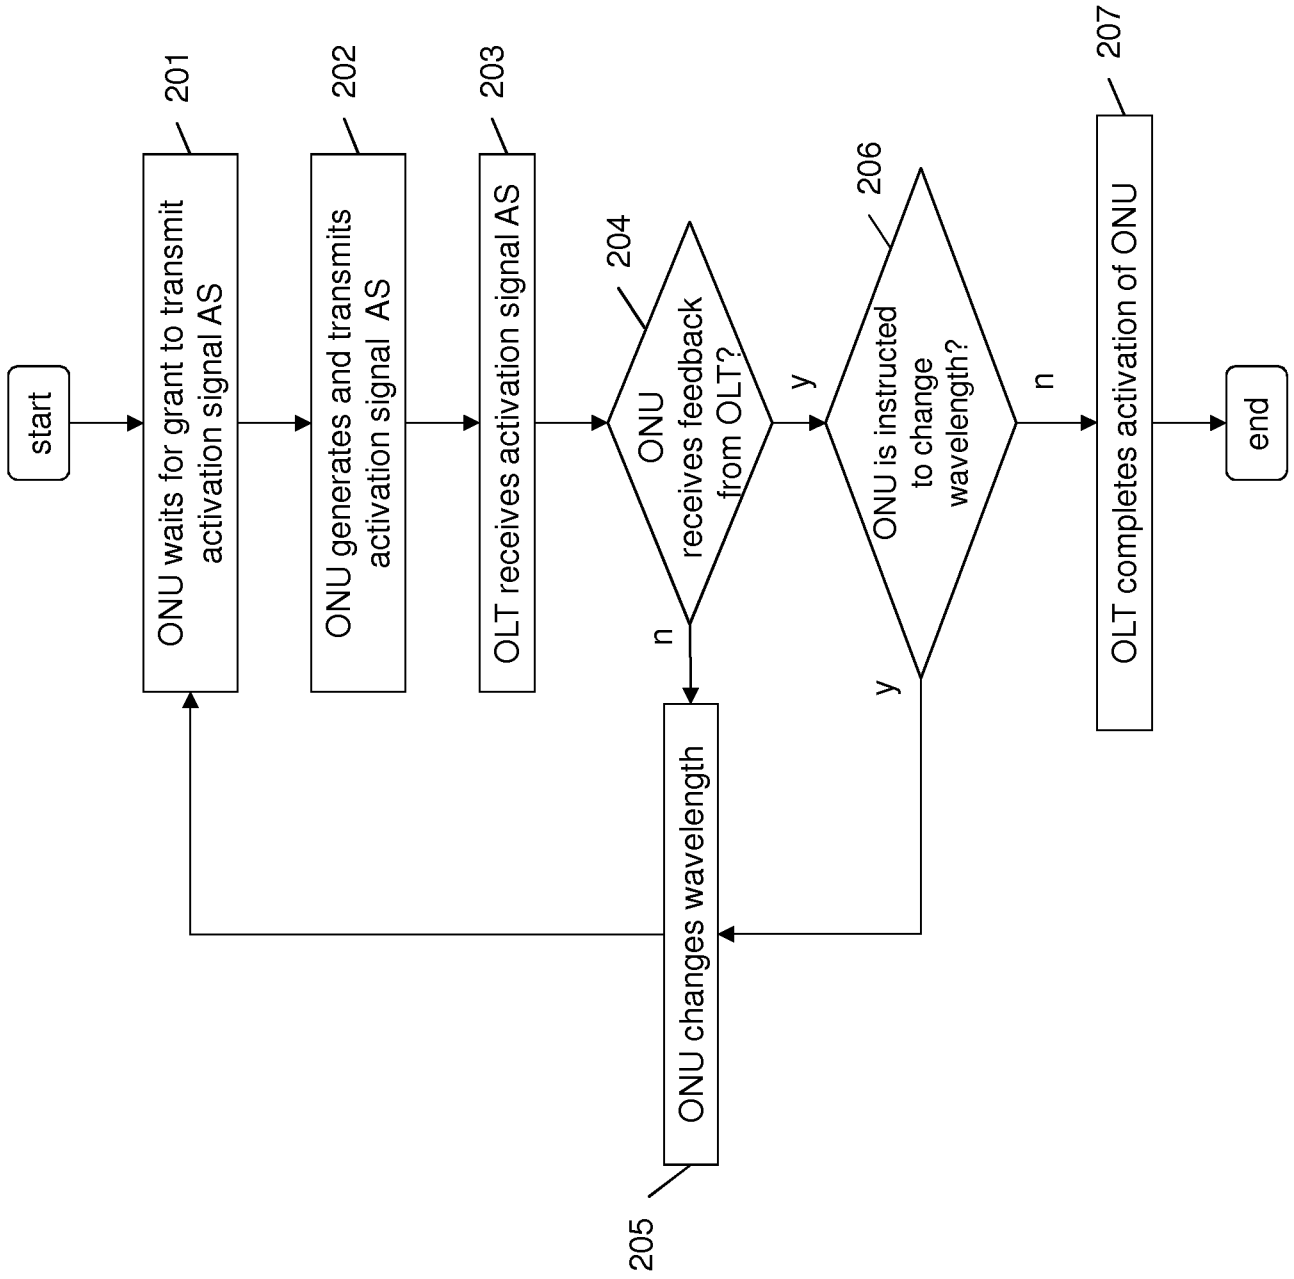 start
201
ONU waits for grant to transmit
activation signal AS
202
ONU generates and transmits
activation signal AS
203
OLT receives activation signal AS
204
ONU
receives feedback
from OLT?
n
y
205
ONU changes wavelength
206
ONU is instructed
to change
wavelength?
y
n
207
OLT completes activation of ONU
end